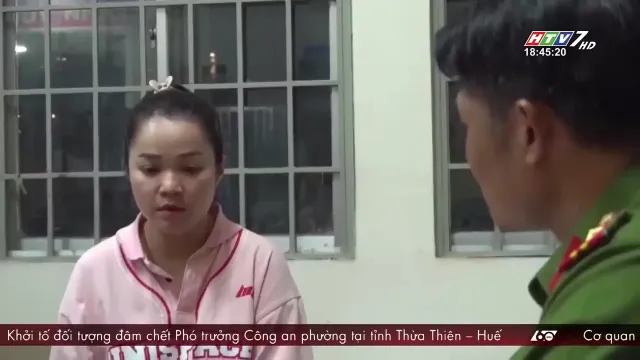 HTV7 HD
18:45:20
UNISPACE
Khởi tố đối tượng đâm chết Phó trưởng Công an phường tại tỉnh Thừa Thiên – Huế
Cơ quan